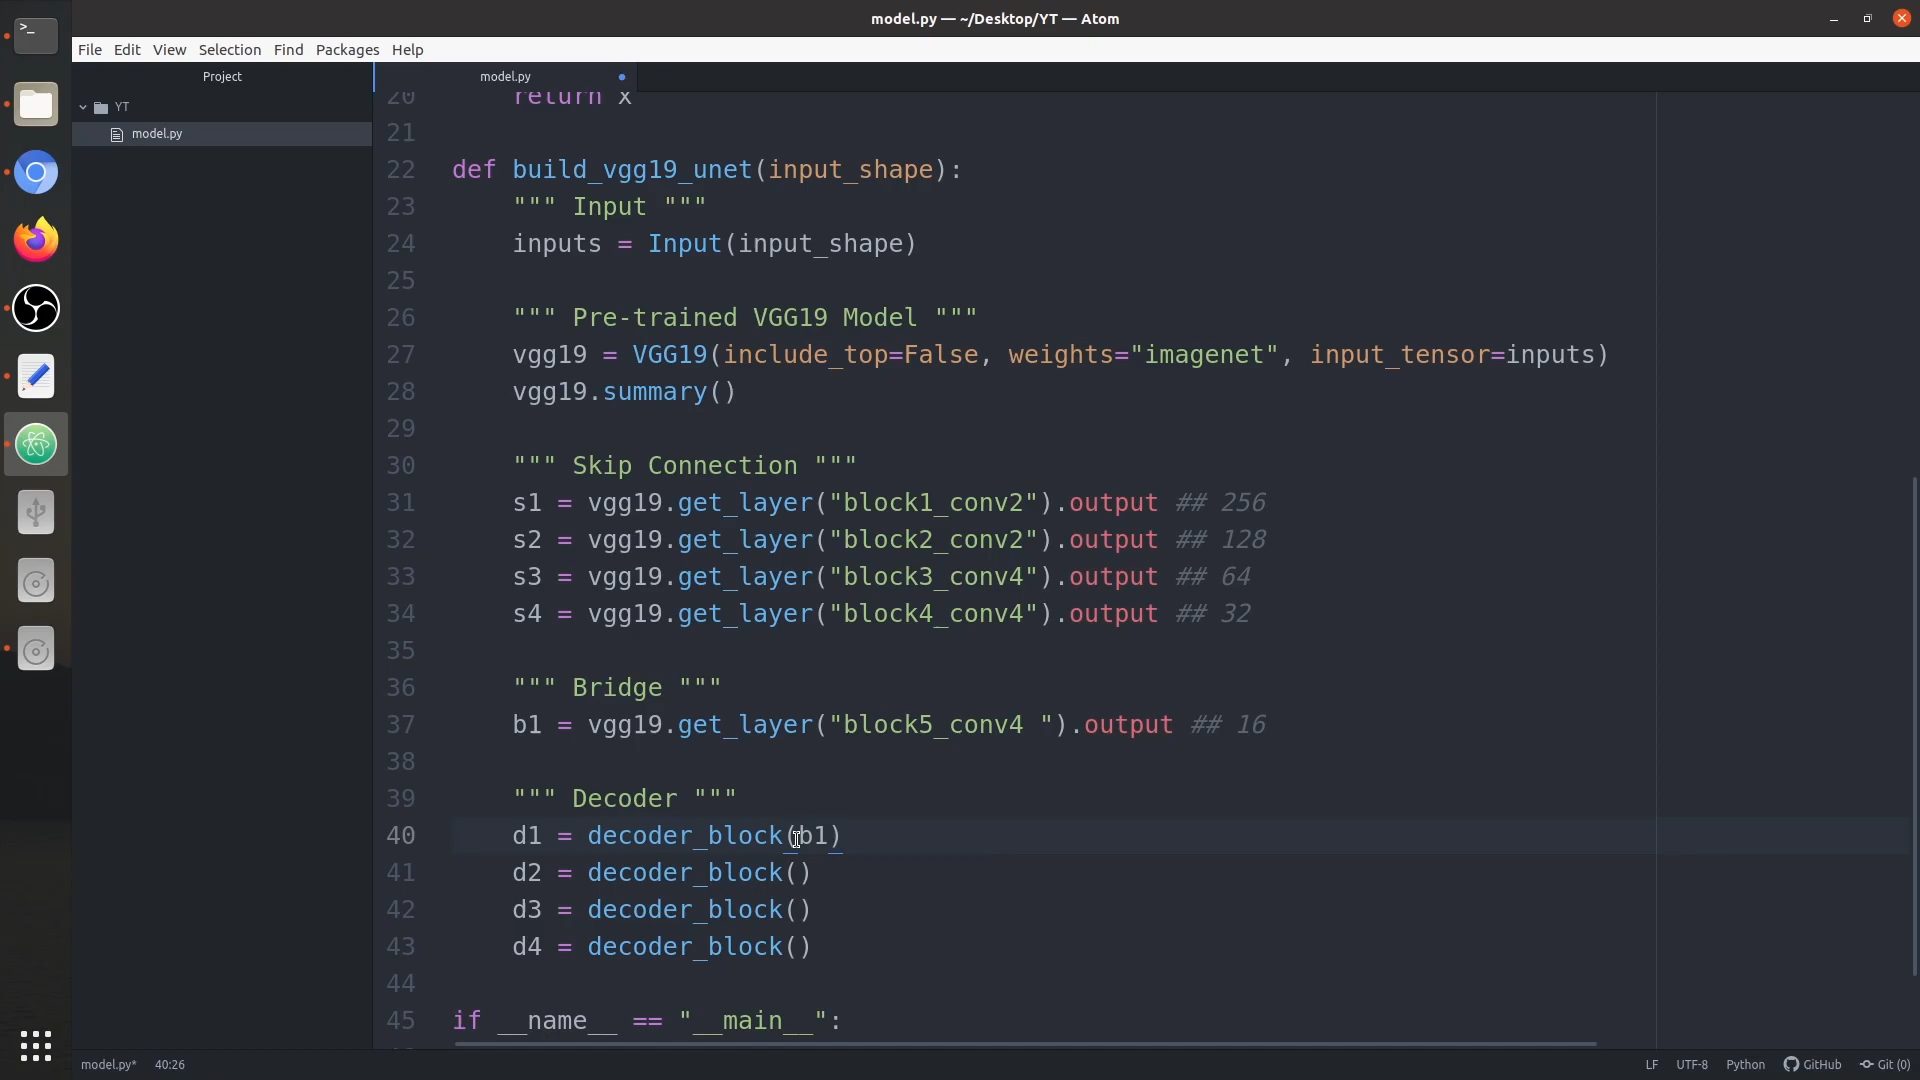 model.py — ~/Desktop/YT — Atom
File Edit View Selection Find Packages Help
Project
model.py
YT
model.py
20 return x
21
22 def build_vgg19_unet(input_shape):
23 """ Input """
24 inputs = Input(input_shape)
25
26 """ Pre-trained VGG19 Model """
27 vgg19 = VGG19(include_top=False, weights="imagenet", input_tensor=inputs)
28 vgg19.summary()
29
30 """ Skip Connection """
31 s1 = vgg19.get_layer("block1_conv2").output ## 256
32 s2 = vgg19.get_layer("block2_conv2").output ## 128
33 s3 = vgg19.get_layer("block3_conv4").output ## 64
34 s4 = vgg19.get_layer("block4_conv4").output ## 32
35
36 """ Bridge """
37 b1 = vgg19.get_layer("block5_conv4 ").output ## 16
38
39 """ Decoder """
40 d1 = decoder_block(b1)
41 d2 = decoder_block()
42 d3 = decoder_block()
43 d4 = decoder_block()
44
45 if __name__ == "__main__":
model.py* 40:26 LF UTF-8 Python GitHub Git (0)